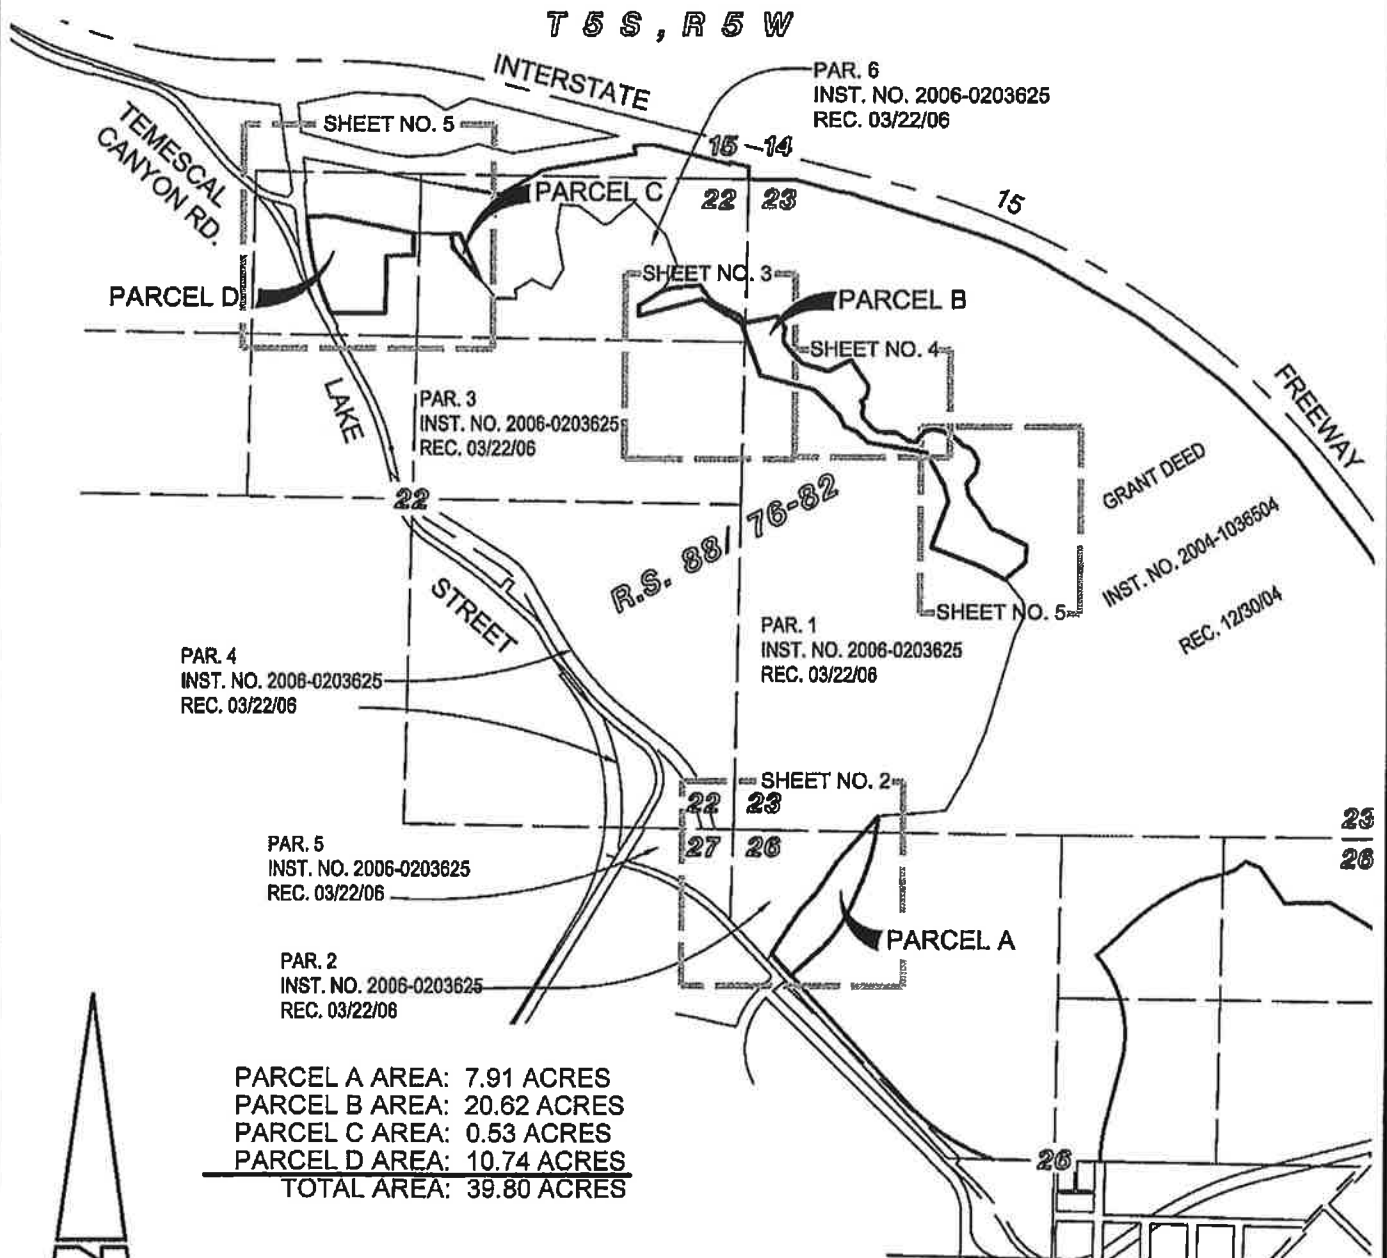 T 5 S , R 5 W
INTERSTATE
PAR. 6
INST. NO. 2006-0203625
REC. 03/22/06
TEMESCAL
CANYON RD.
SHEET NO. 5
15
14
22
23
15
PARCEL C
PARCEL D
SHEET NO. 3
PARCEL B
SHEET NO. 4
FREEWAY
LAKE
PAR. 3
INST. NO. 2006-0203625
REC. 03/22/06
22
R.S. 88/ 76-82
GRANT DEED
INST. NO. 2004-1036504
REC. 12/30/04
STREET
SHEET NO. 5
PAR. 1
INST. NO. 2006-0203625
REC. 03/22/06
PAR. 4
INST. NO. 2006-0203625
REC. 03/22/06
SHEET NO. 2
22
23
27
26
23
26
PAR. 5
INST. NO. 2006-0203625
REC. 03/22/06
PARCEL A
PAR. 2
INST. NO. 2006-0203625
REC. 03/22/06
PARCEL A AREA: 7.91 ACRES
PARCEL B AREA: 20.62 ACRES
PARCEL C AREA: 0.53 ACRES
PARCEL D AREA: 10.74 ACRES
TOTAL AREA: 39.80 ACRES
26